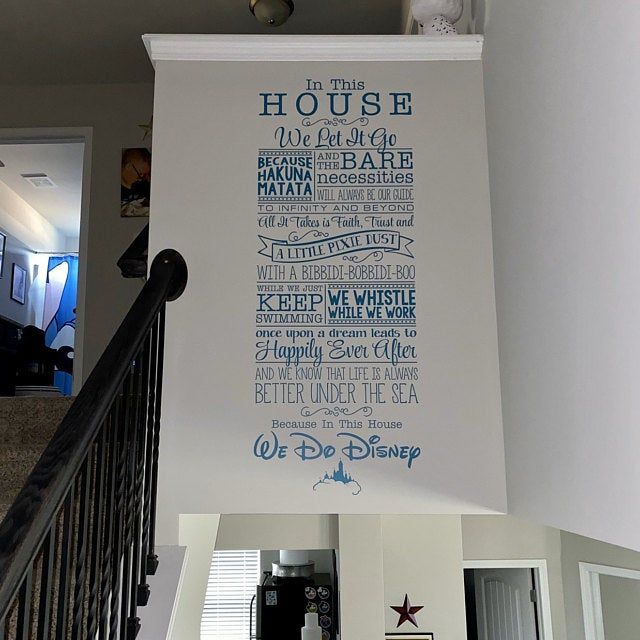 In This
HOUSE
We Let It Go
BECAUSE
HAKUNA
MATATA
AND THE BARE
necessities
WILL ALWAYS BE OUR GUIDE
TO INFINITY AND BEYOND
All It Takes is Faith, Trust and
A LITTLE PIXIE DUST
WITH A BIBBIDI-BOBBIDI-BOO
WHILE WE JUST
KEEP
SWIMMING
WE WHISTLE
WHILE WE WORK
once upon a dream leads to
Happily Ever After
AND WE KNOW THAT LIFE IS ALWAYS
BETTER UNDER THE SEA
Because In This House
We Do Disney